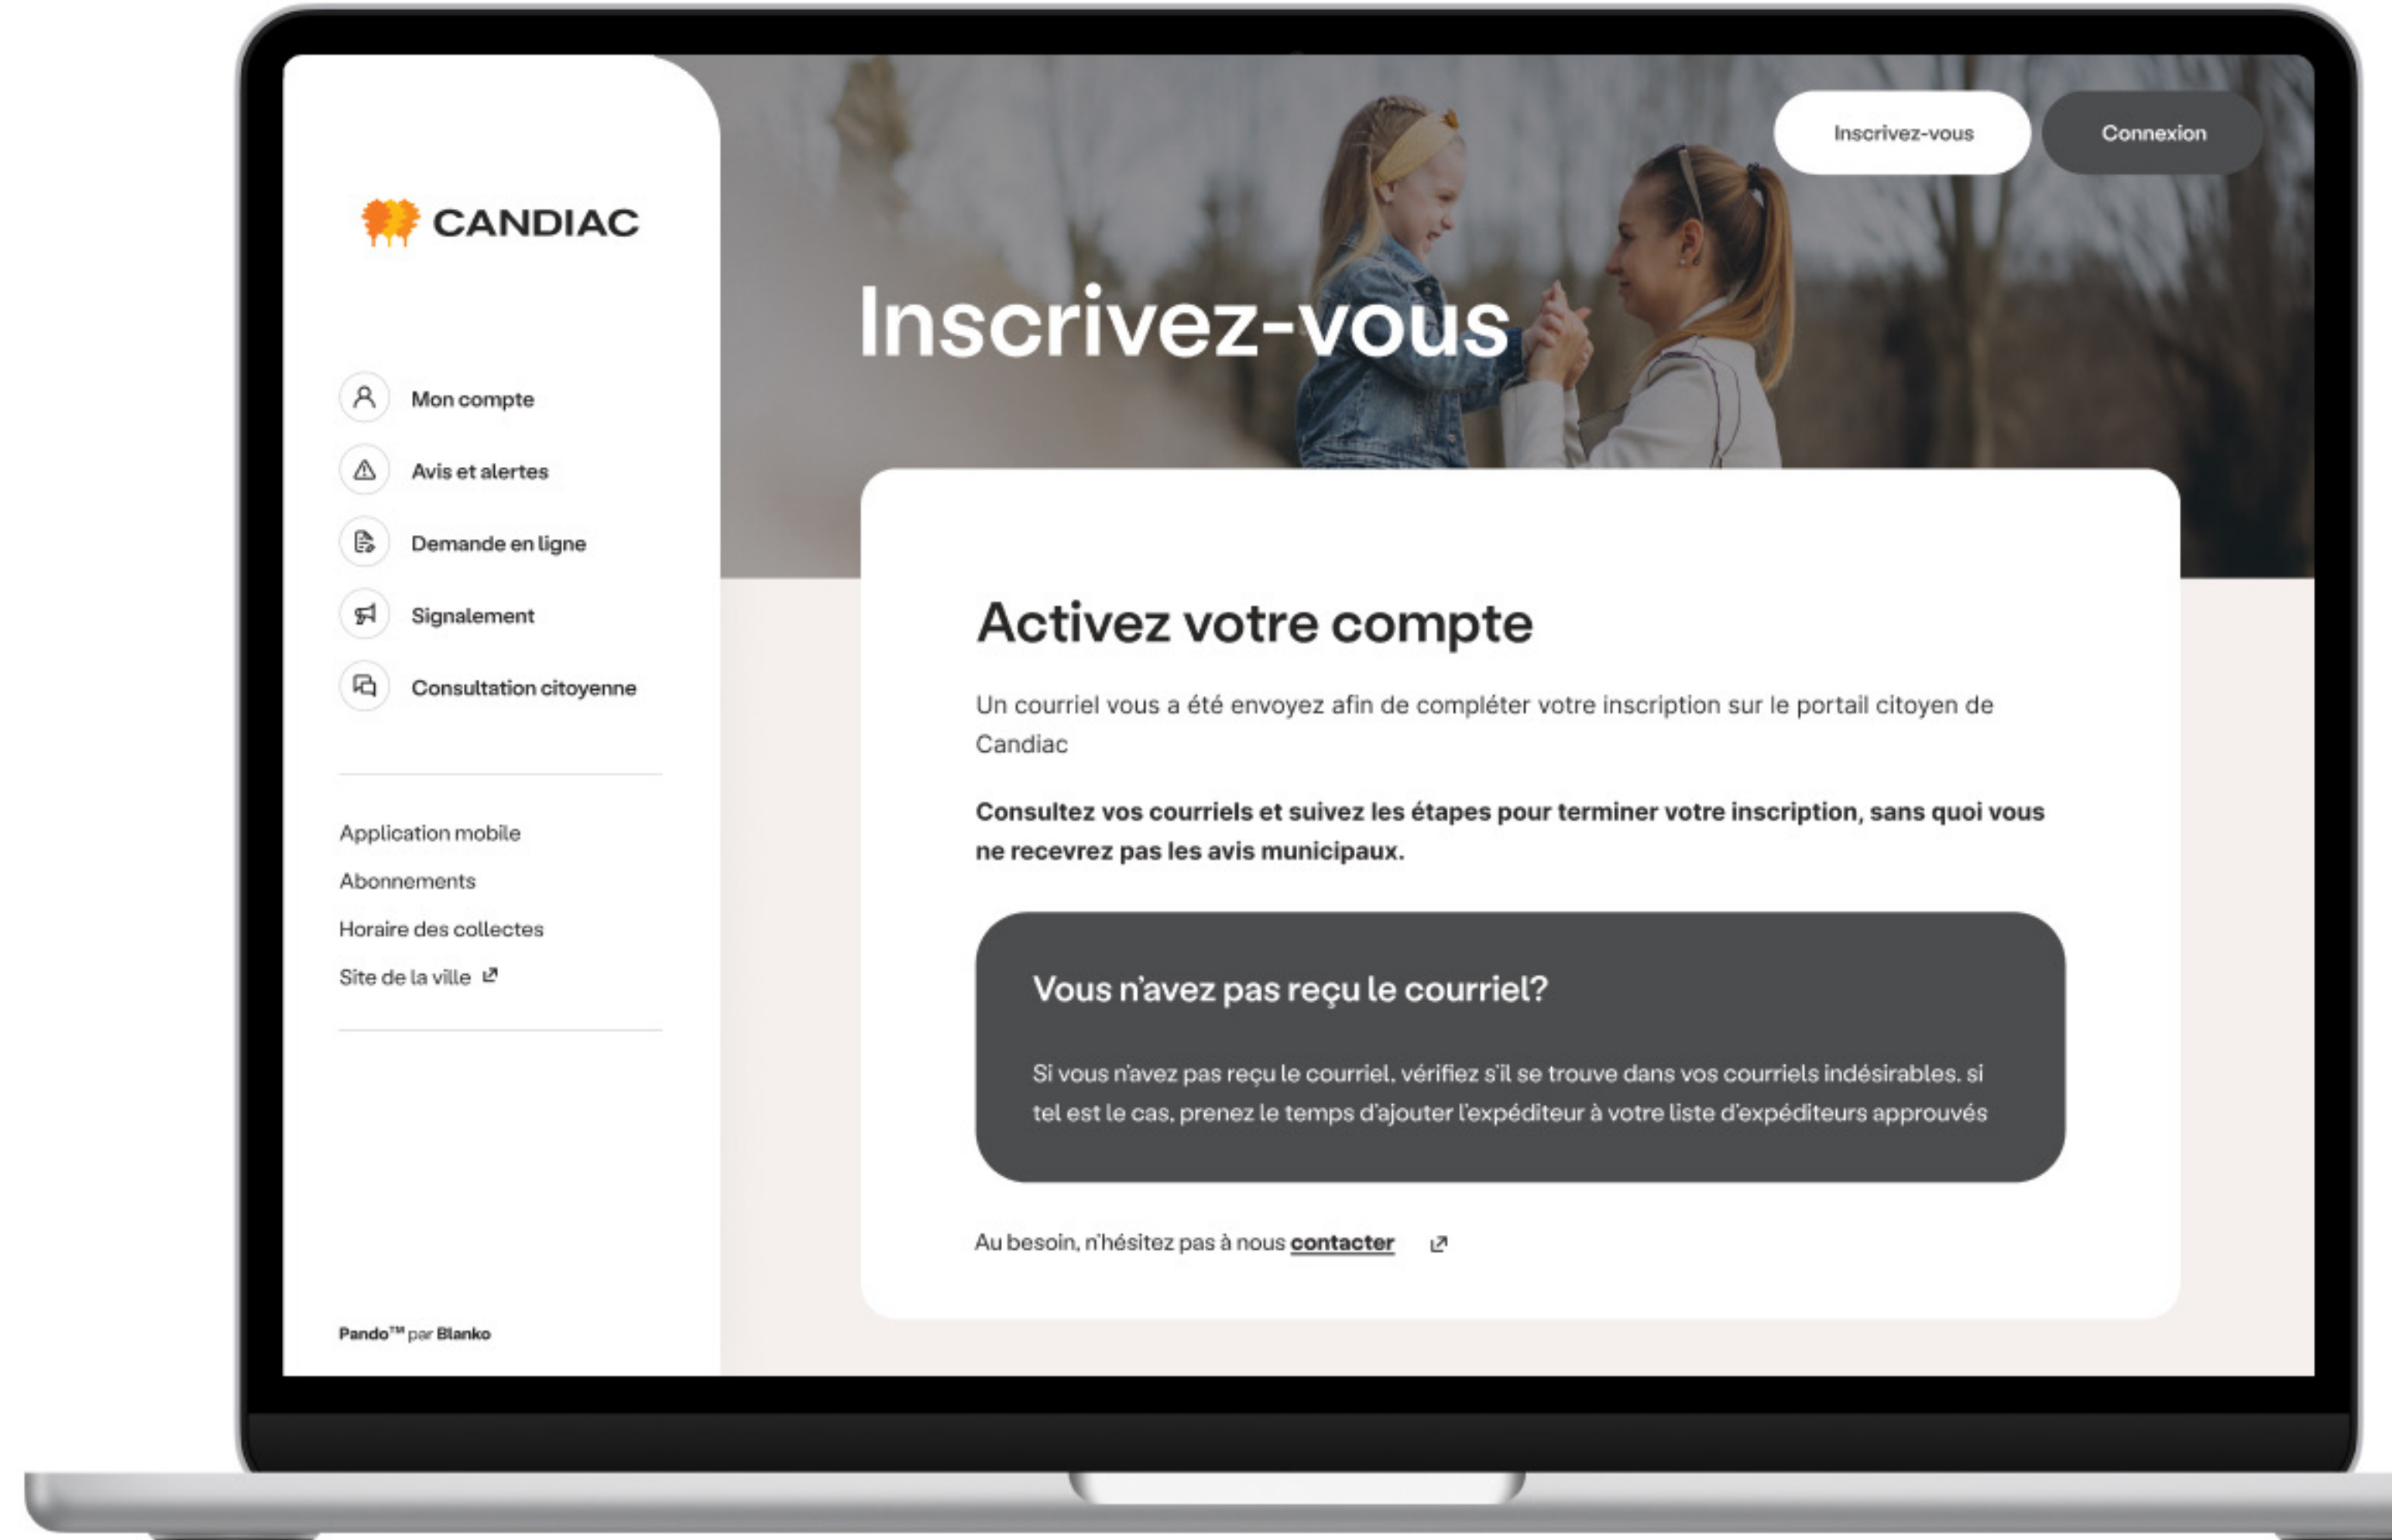 CANDIAC
Mon compte
Avis et alertes
Demande en ligne
Signalement
Consultation citoyenne
Application mobile
Abonnements
Horaire des collectes
Site de la ville
Pando™ par Blanko
Inscrivez-vous
Connexion
Inscrivez-vous
Activez votre compte
Un courriel vous a été envoyez afin de compléter votre inscription sur le portail citoyen de
Candiac
Consultez vos courriels et suivez les étapes pour terminer votre inscription, sans quoi vous
ne recevrez pas les avis municipaux.
Vous n'avez pas reçu le courriel?
Si vous n'avez pas reçu le courriel, vérifiez s'il se trouve dans vos courriels indésirables. si
tel est le cas, prenez le temps d'ajouter l'expéditeur à votre liste d'expéditeurs approuvés
Au besoin, n'hésitez pas à nous contacter